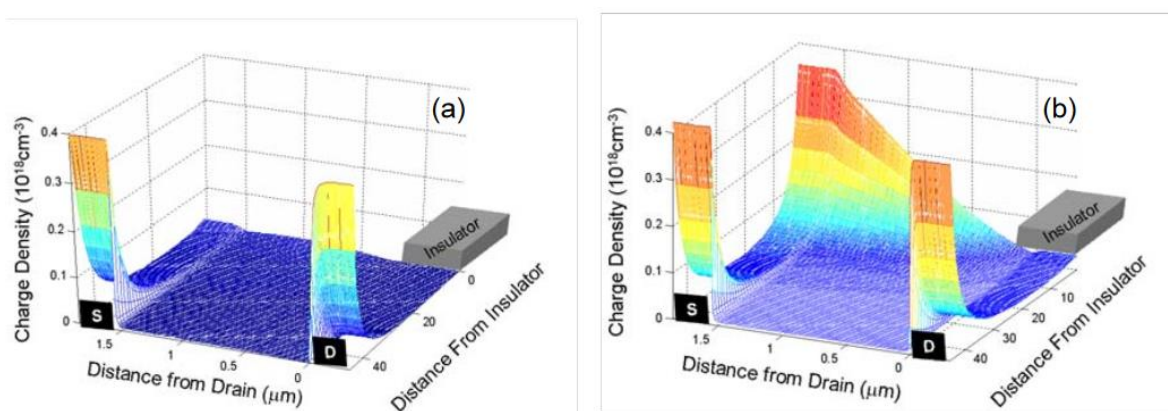 (a)
Charge Density (10¹⁸cm⁻³)
0.4
0.3
0.2
0.1
0
S
D
Insulator
1.5
1
0.5
0
Distance from Drain (μm)
0
20
40
Distance From Insulator
(b)
Charge Density (10¹⁸cm⁻³)
0.4
0.3
0.2
0.1
0
S
D
Insulator
1.5
1
0.5
0
Distance from Drain (μm)
10
20
30
40
Distance From Insulator